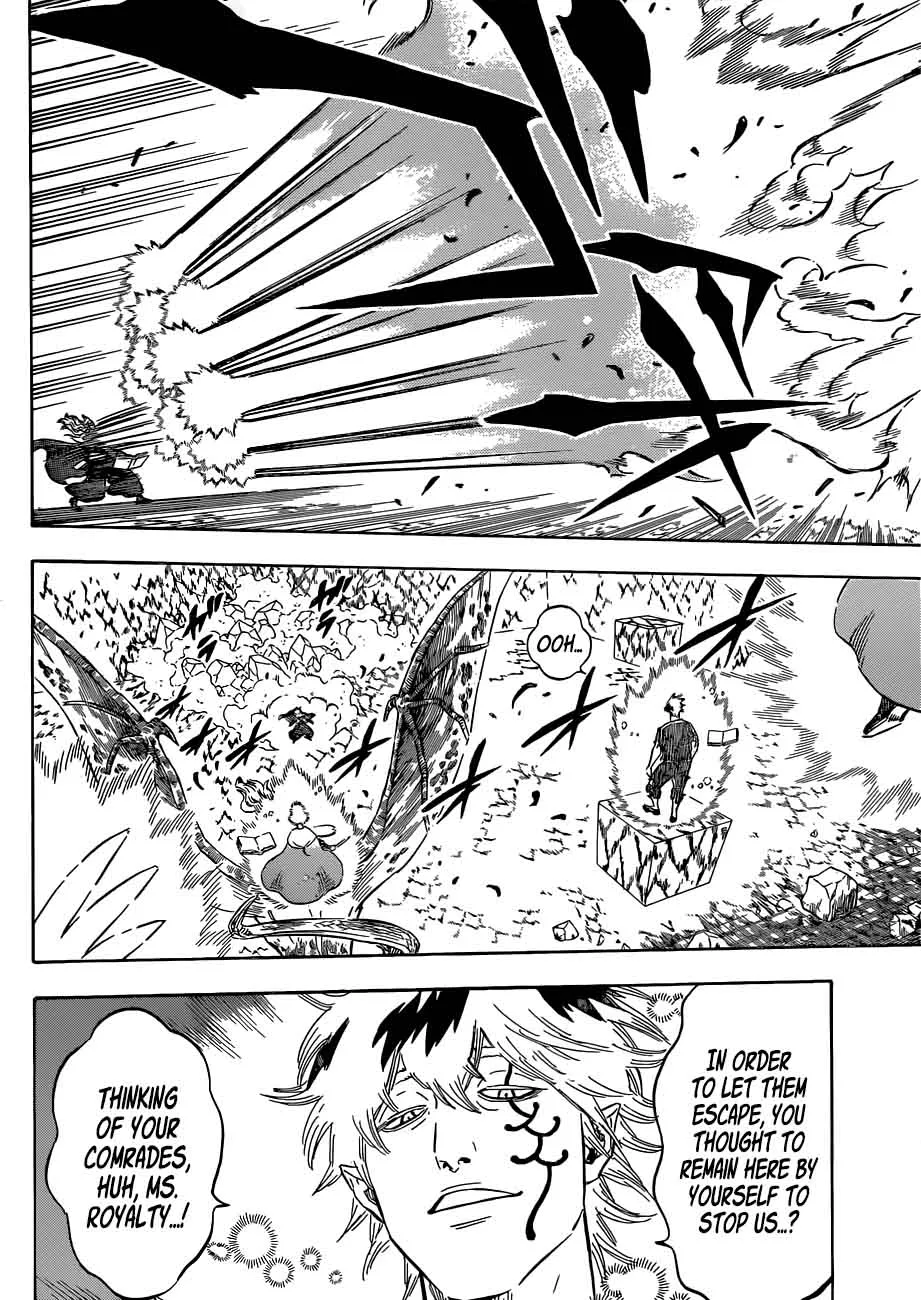 OOH...
IN ORDER
TO LET THEM
ESCAPE, YOU
THOUGHT TO
REMAIN HERE BY
YOURSELF TO
STOP US...?
THINKING
OF YOUR
COMRADES,
HUH, MS.
ROYALTY...!